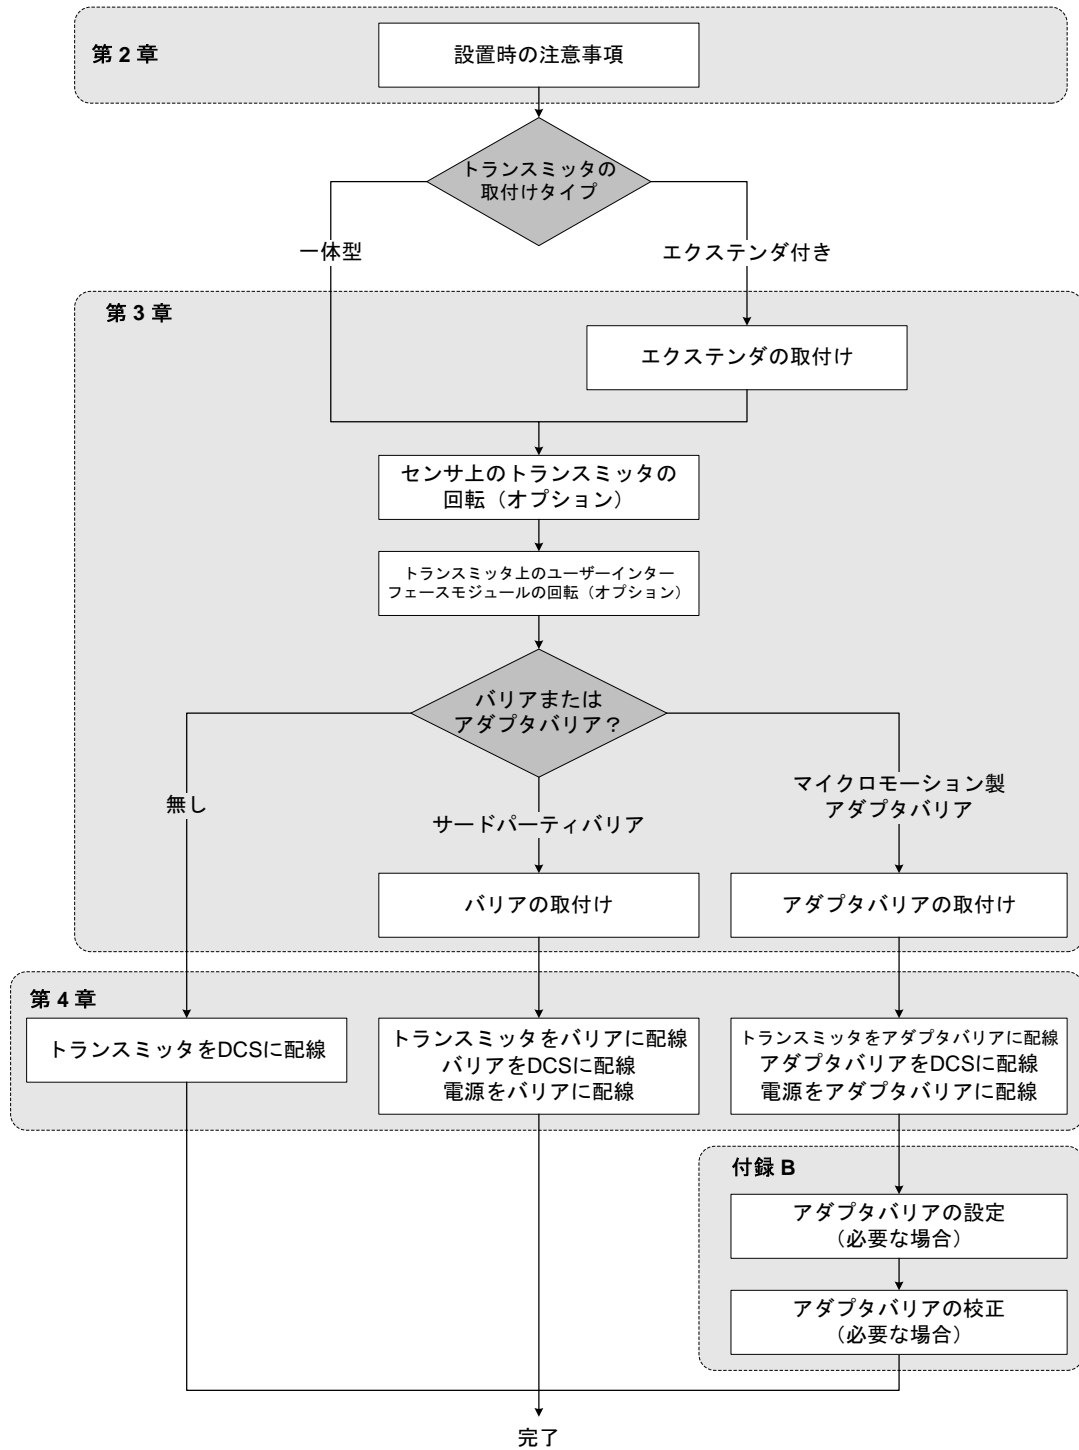 第 2 章
設置時の注意事項
トランスミッタの
取付けタイプ
一体型
エクステンダ付き
第 3 章
エクステンダの取付け
センサ上のトランスミッタの
回転（オプション）
トランスミッタ上のユーザーインター
フェースモジュールの回転（オプション）
バリアまたは
アダプタバリア？
無し
サードパーティバリア
マイクロモーション製
アダプタバリア
バリアの取付け
アダプタバリアの取付け
第 4 章
トランスミッタをDCSに配線
トランスミッタをバリアに配線
バリアをDCSに配線
電源をバリアに配線
トランスミッタをアダプタバリアに配線
アダプタバリアをDCSに配線
電源をアダプタバリアに配線
付録 B
アダプタバリアの設定
（必要な場合）
アダプタバリアの校正
（必要な場合）
完了